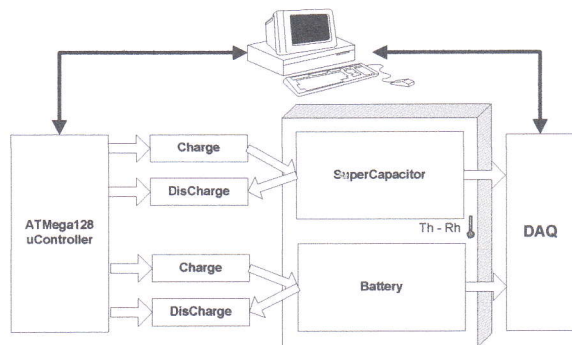 Charge
SuperCapacitor
DisCharge
ATMega128
uController
Th - Rh
DAQ
Charge
Battery
DisCharge